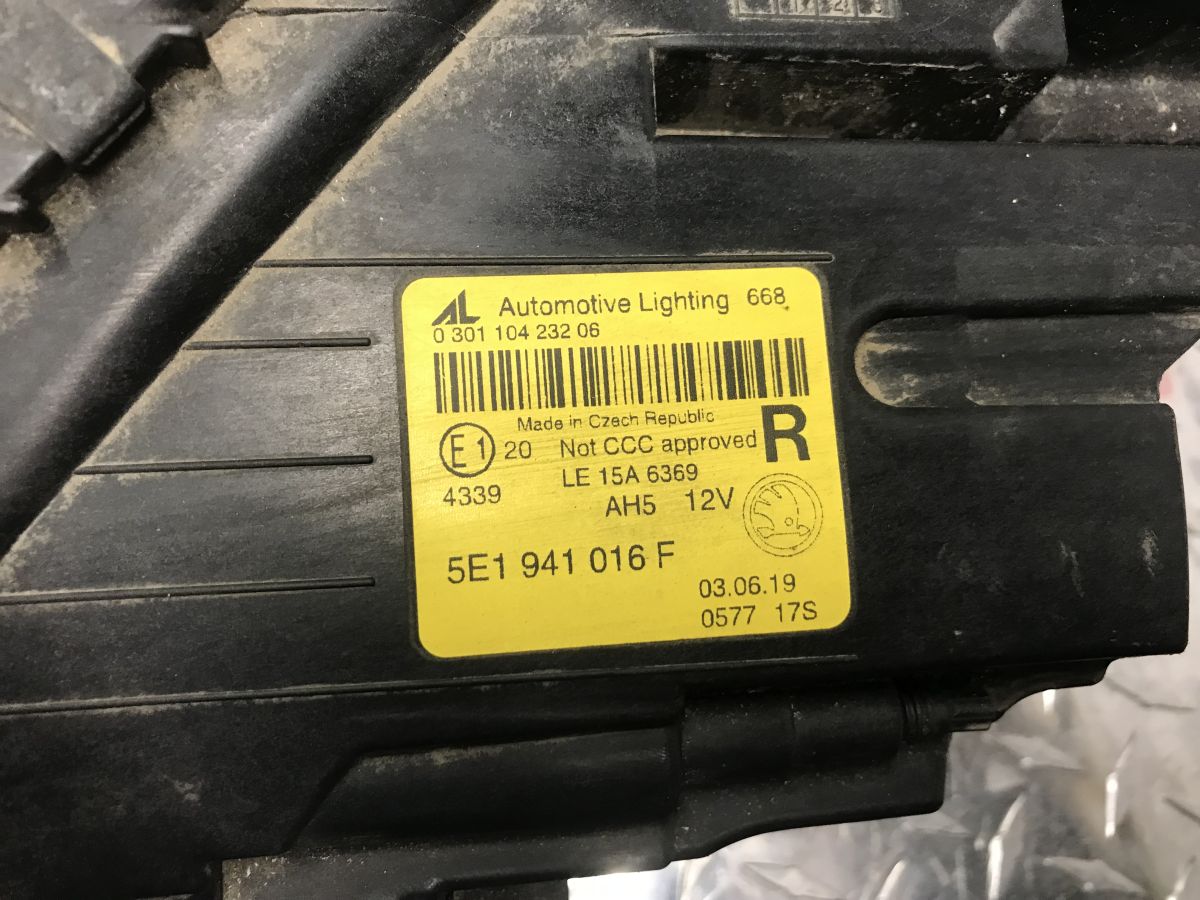 AL Automotive Lighting 668
0 301 104 232 06
Made in Czech Republic
E1 20 Not CCC approved R
4339 LE 15A 6369
AH5 12V
5E1 941 016 F
03.06.19
0577 17S